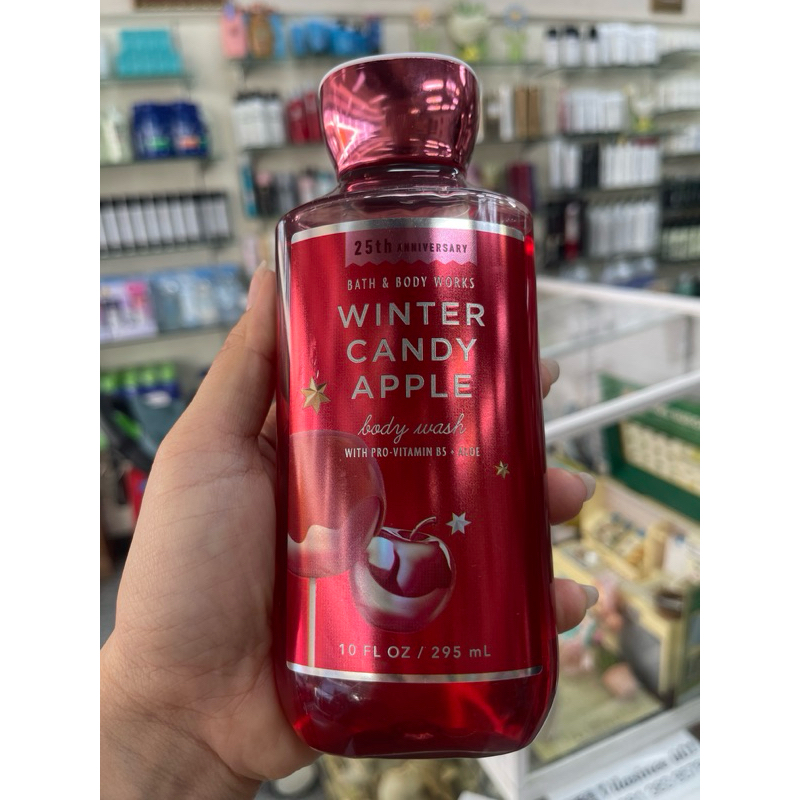 25th ANNIVERSARY
BATH & BODY WORKS
WINTER
CANDY
APPLE
body wash
WITH PRO-VITAMIN B5 • ALOE
10 FL OZ / 295 mL